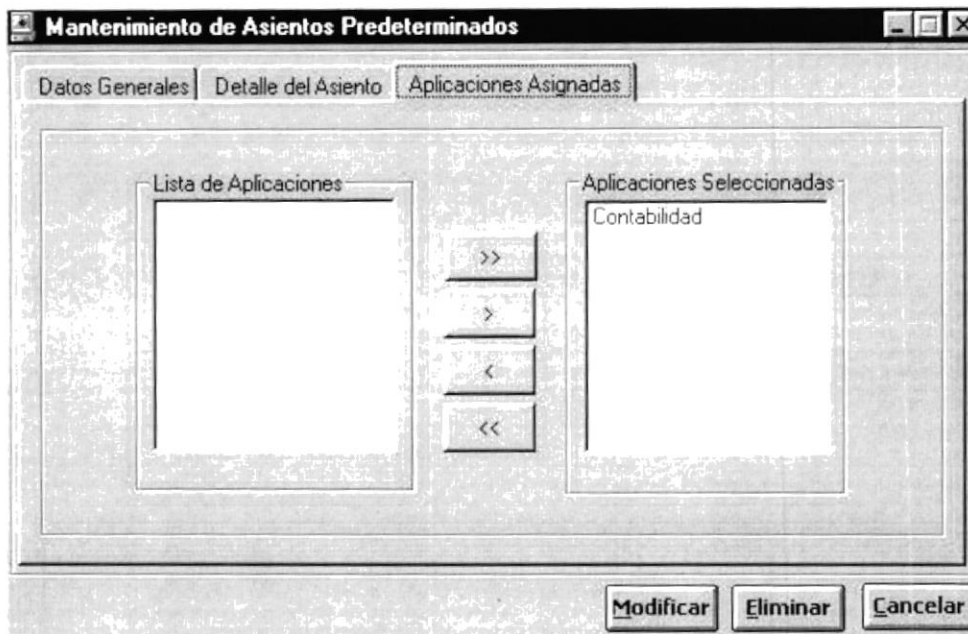 Mantenimiento de Asientos Predeterminados
Datos Generales Detalle del Asiento Aplicaciones Asignadas
Lista de Aplicaciones
Aplicaciones Seleccionadas
Contabilidad
>>
>
<
<<
Modificar Eliminar Cancelar